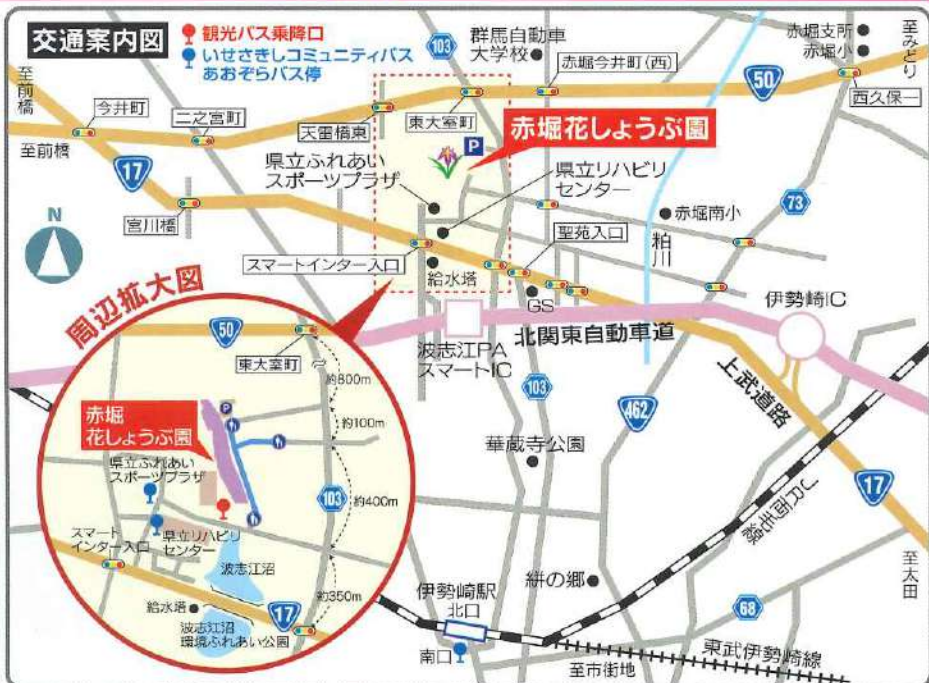 交通案内図
観光バス乗降口
いせさきしコミュニティバス
あおぞらバス停
103
群馬自動車
大学校
赤堀今井町(西)
50
赤堀支所
赤堀小
至みどり
西久保一
至前橋
今井町
至前橋
二之宮町
天雷橋東
東大室町
赤堀花しょうぶ園
P
17
県立ふれあい
スポーツプラザ
県立リハビリ
センター
73
N
宮川橋
赤堀南小
粕川
聖苑入口
スマートインター入口
給水塔
GS
伊勢崎IC
北関東自動車道
波志江PA
スマートIC
上武道路
103
462
華蔵寺公園
17
JR両毛線
至太田
絣の郷
伊勢崎駅
北口
南口
68
東武伊勢崎線
至市街地
周辺拡大図
50
東大室町
約800m
赤堀
花しょうぶ園
P
約100m
県立ふれあい
スポーツプラザ
103
約400m
スマート
インター入口
県立リハビリ
センター
波志江沼
約350m
給水塔
17
波志江沼
環境ふれあい公園